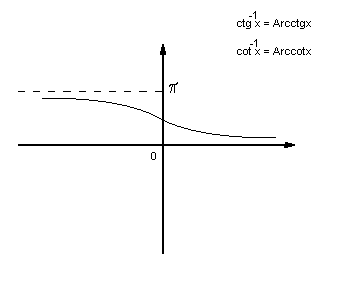 ctg⁻¹x = Arcctgx
cot⁻¹x = Arccotx
π
0